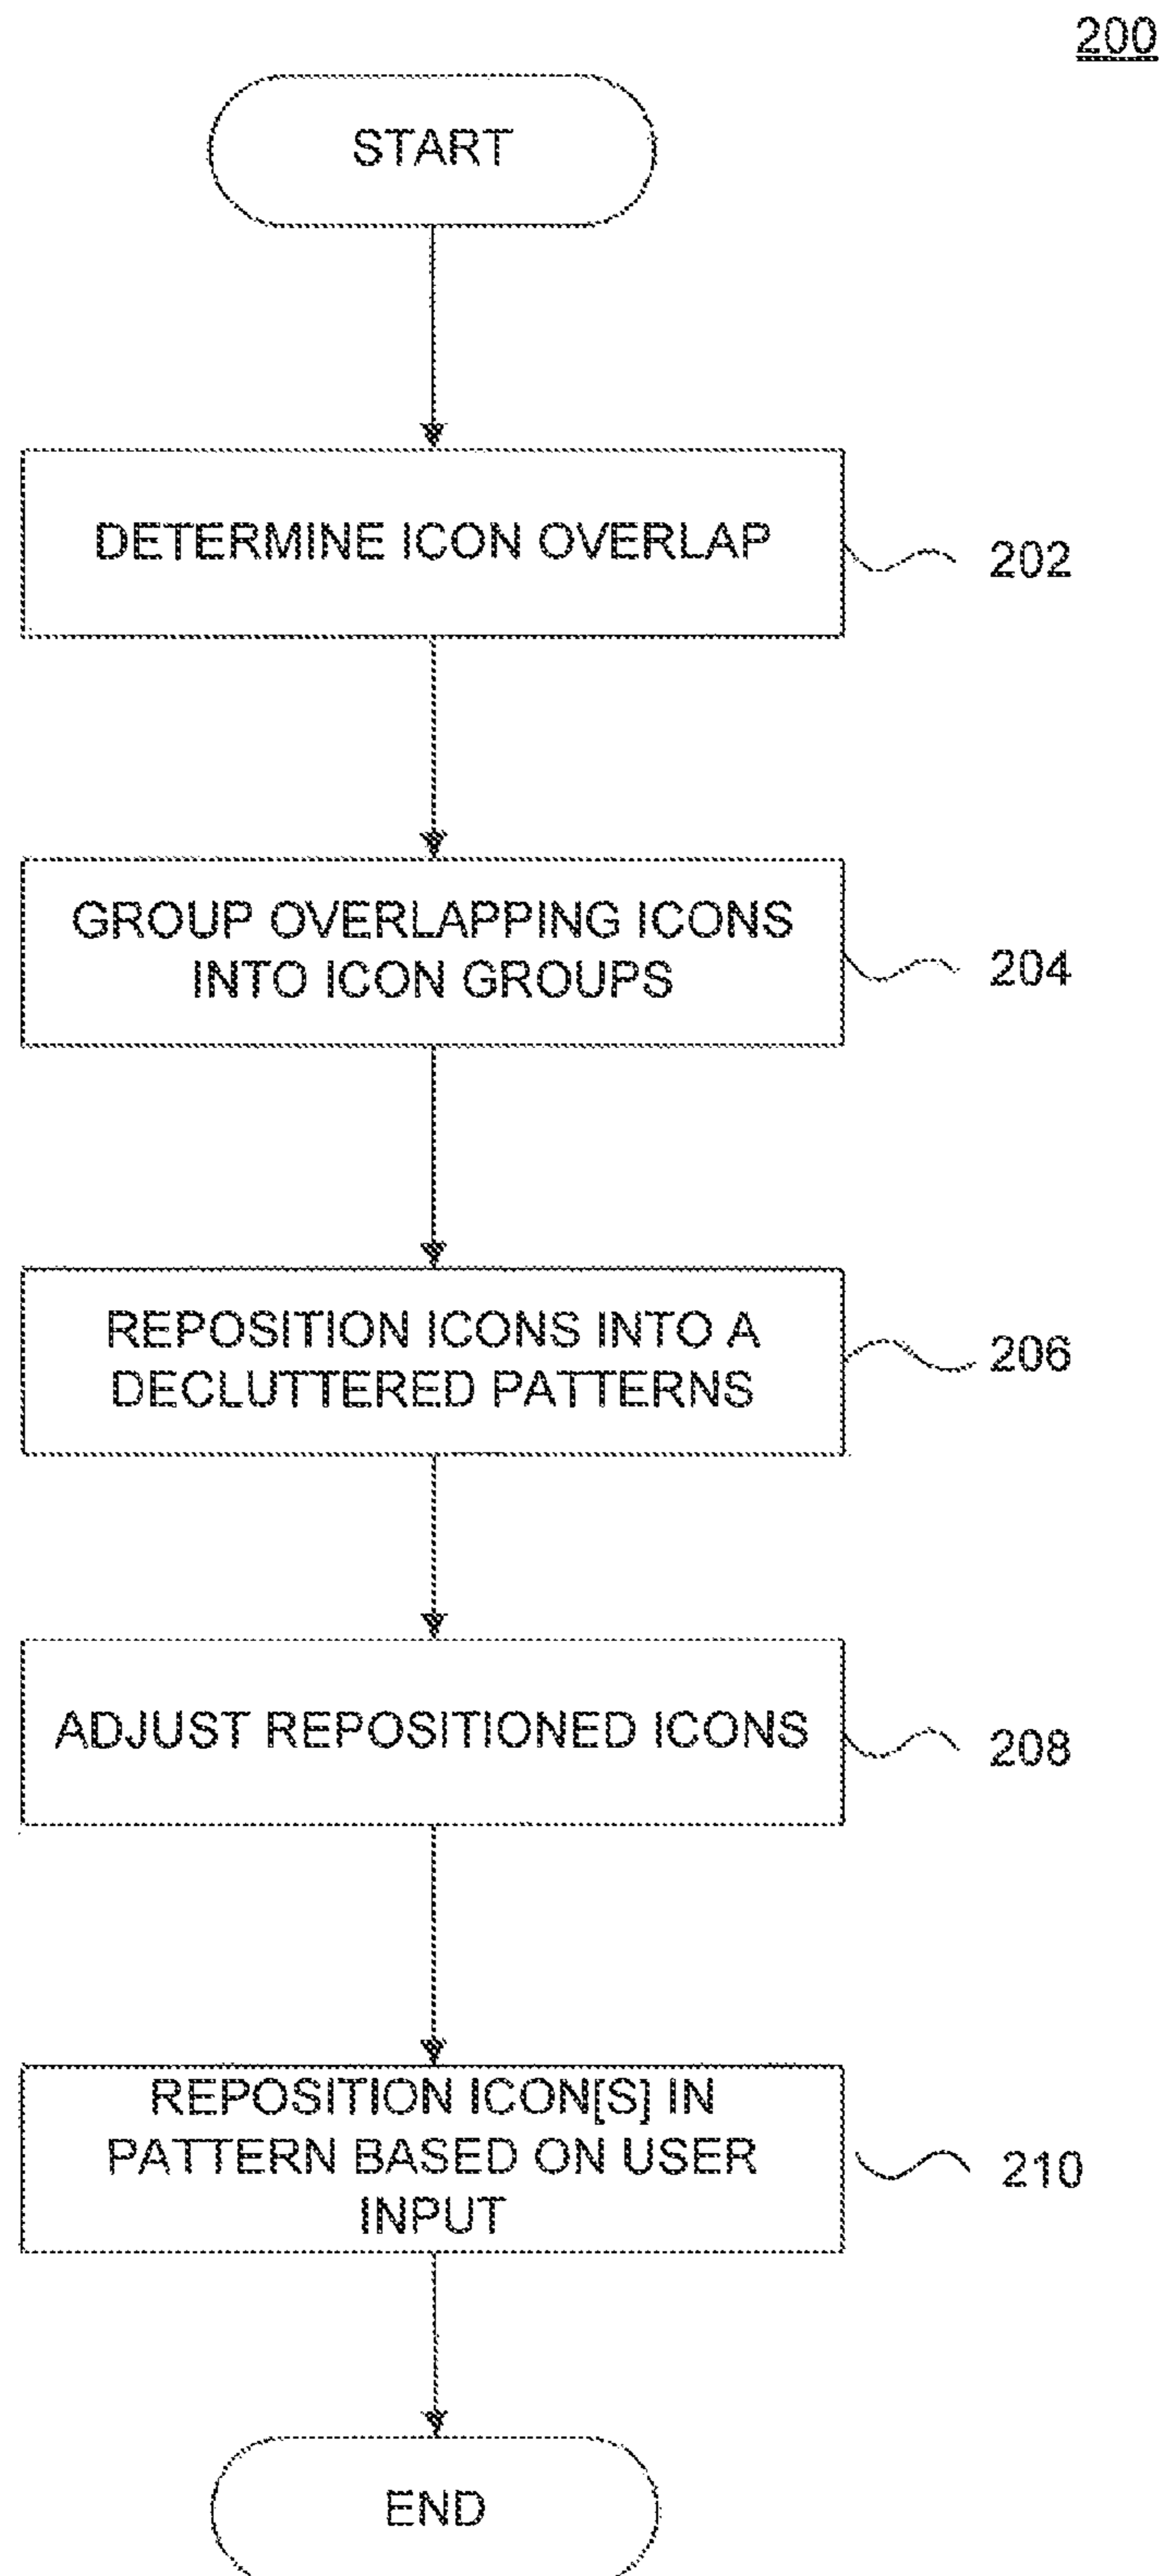 200
START
DETERMINE ICON OVERLAP
202
GROUP OVERLAPPING ICONS
INTO ICON GROUPS
204
REPOSITION ICONS INTO A
DECLUTTERED PATTERNS
206
ADJUST REPOSITIONED ICONS
208
REPOSITION ICON[S] IN
PATTERN BASED ON USER
INPUT
210
END